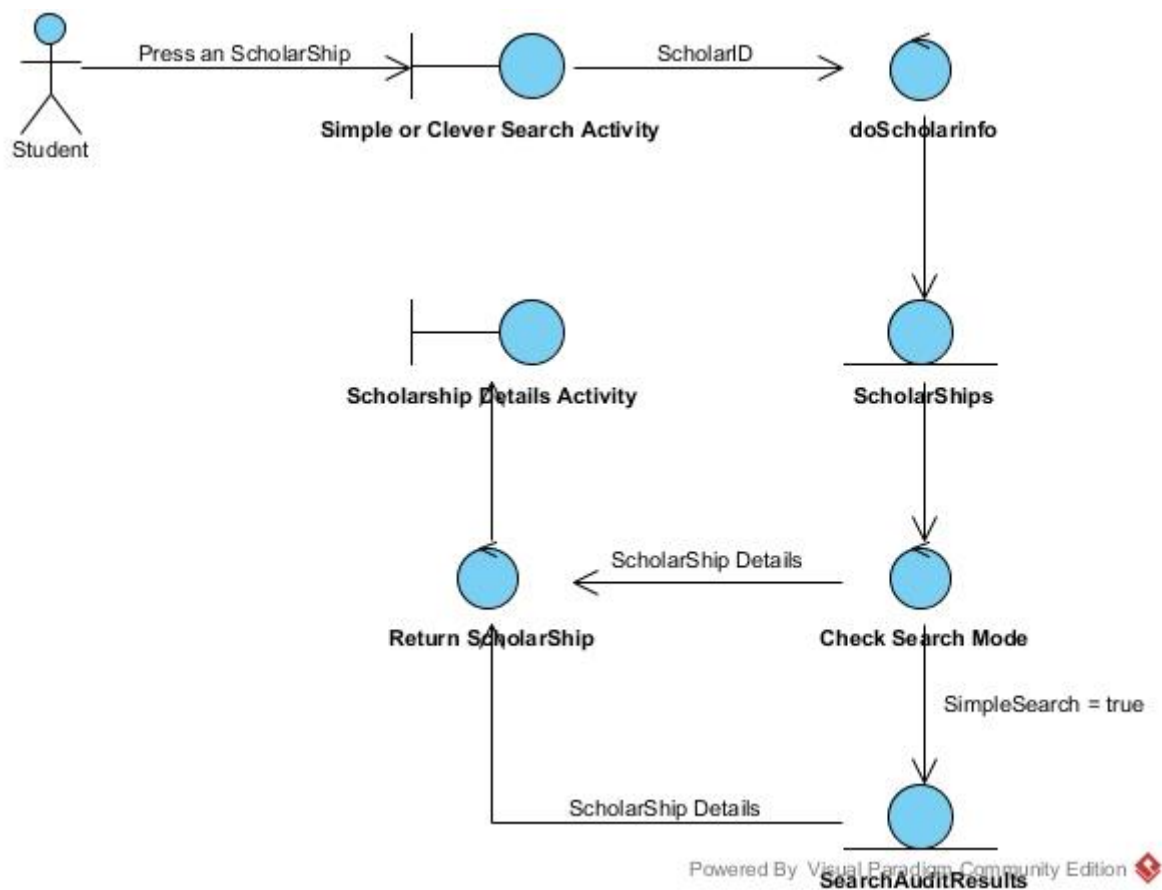 Press an ScholarShip
ScholarID
Student
Simple or Clever Search Activity
doScholarinfo
Scholarship Details Activity
ScholarShips
ScholarShip Details
Return ScholarShip
Check Search Mode
SimpleSearch = true
ScholarShip Details
Powered By Visual Paradigm Community Edition
SearchAuditResults